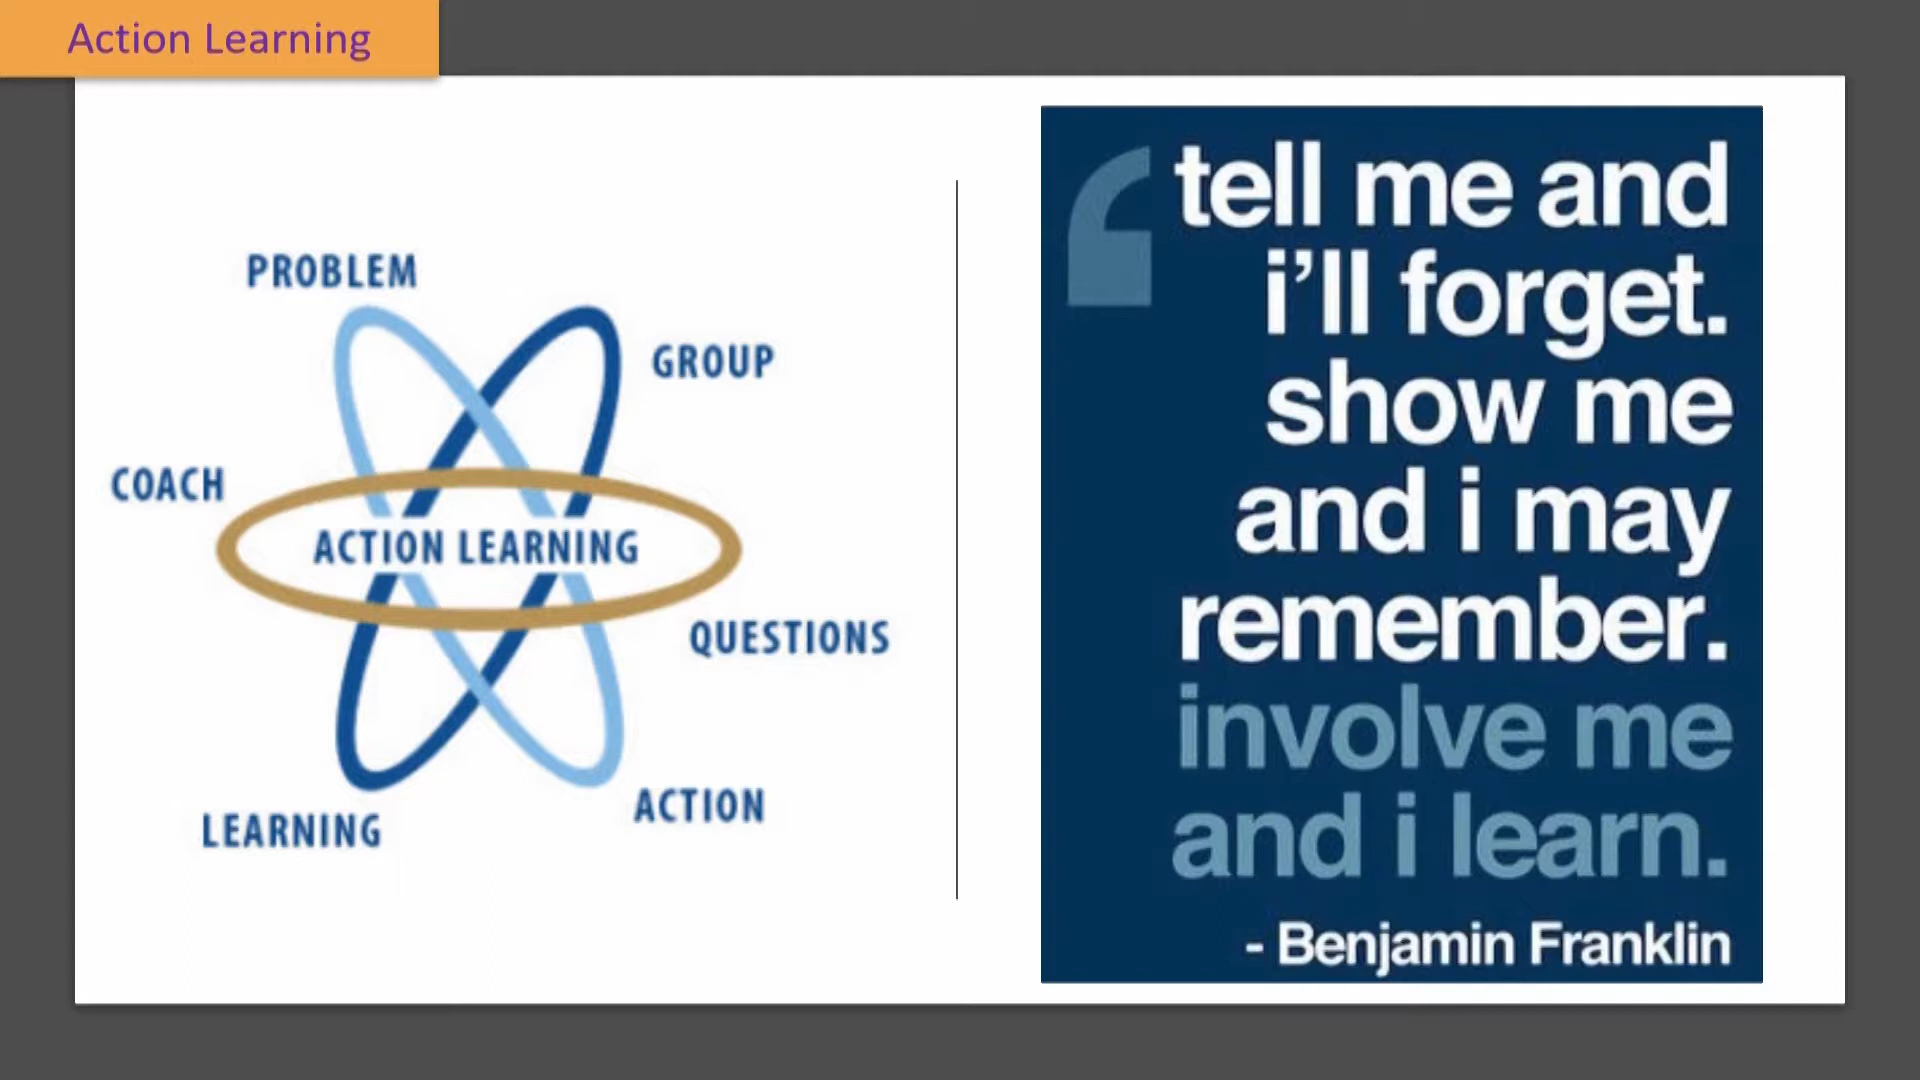 Action Learning
PROBLEM
GROUP
COACH
ACTION LEARNING
QUESTIONS
ACTION
LEARNING
tell me and
i’ll forget.
show me
and i may
remember.
involve me
and i learn.
- Benjamin Franklin